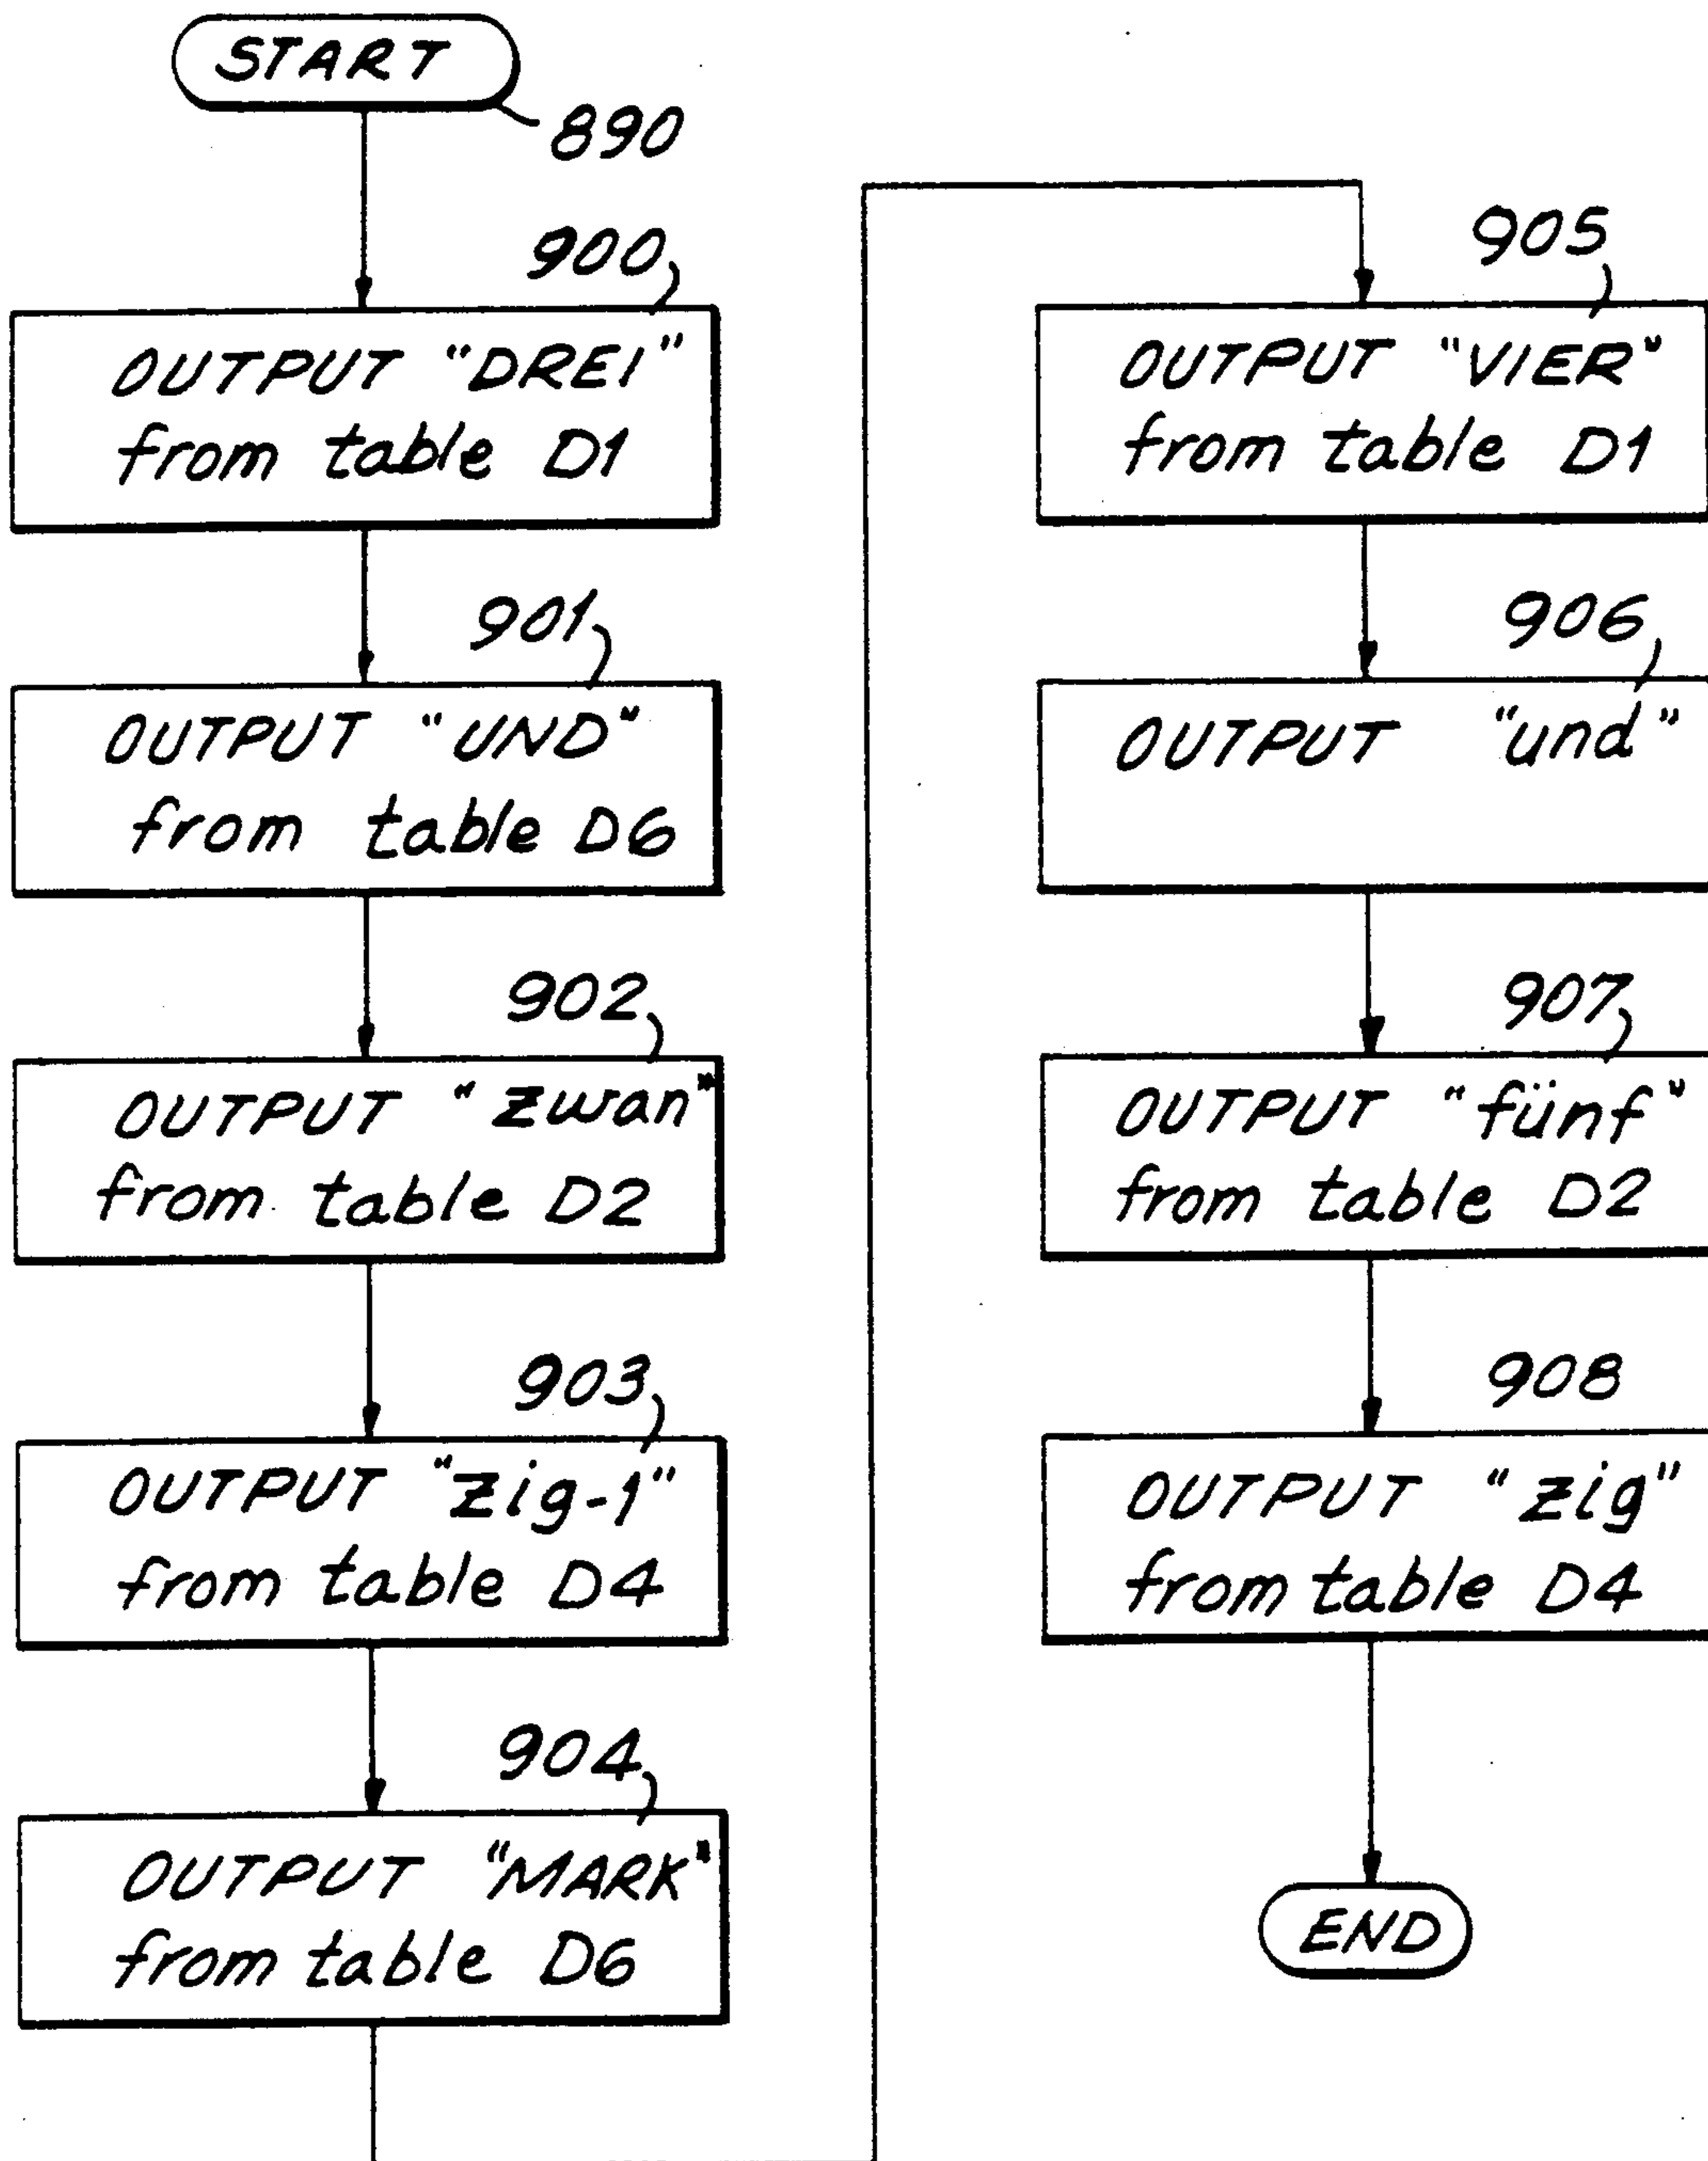 START
890
900
OUTPUT "DREI"
from table D1
901
OUTPUT "UND"
from table D6
902
OUTPUT "zwan"
from table D2
903
OUTPUT "zig-1"
from table D4
904
OUTPUT "MARK"
from table D6
905
OUTPUT "VIER"
from table D1
906
OUTPUT "und"
907
OUTPUT "fünf"
from table D2
908
OUTPUT "zig"
from table D4
END